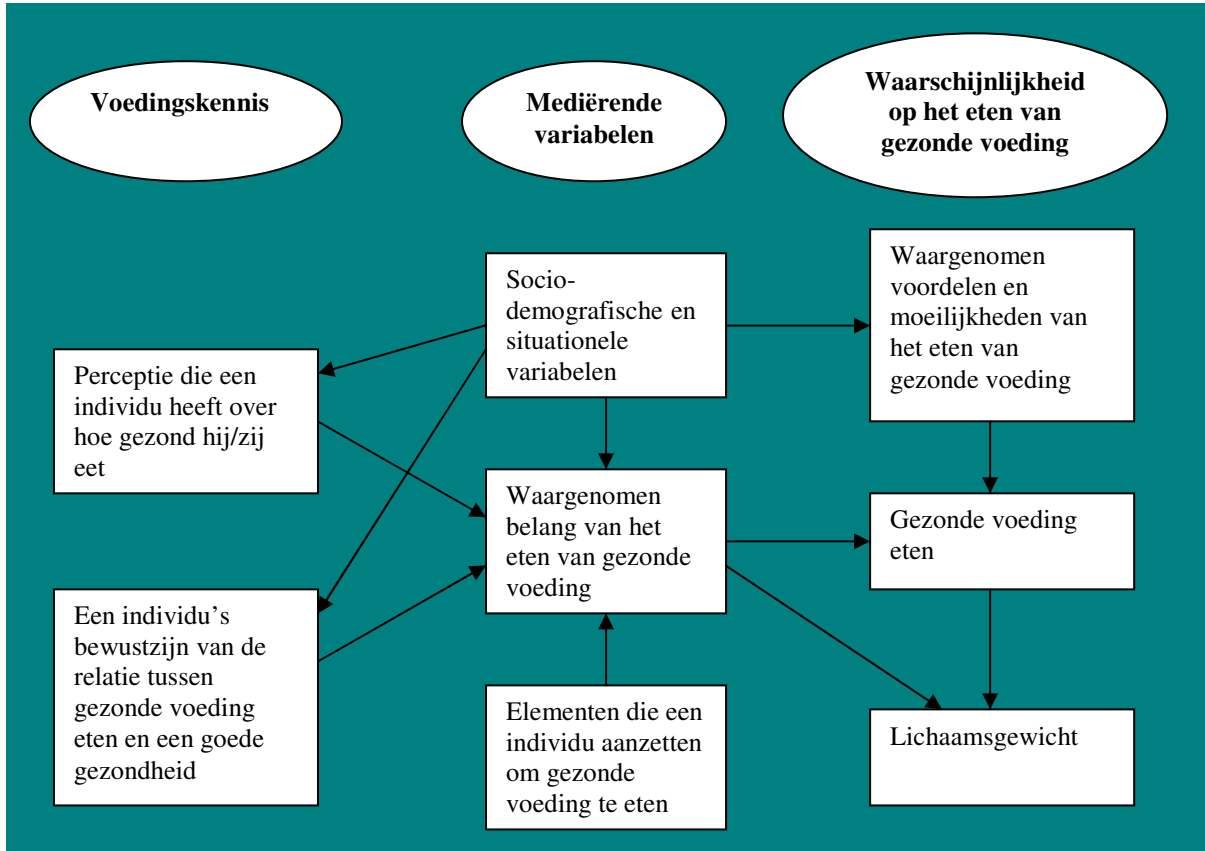 Voedingskennis
Mediërende
variabelen
Waarschijnlijkheid
op het eten van
gezonde voeding
Perceptie die een
individu heeft over
hoe gezond hij/zij
eet
Een individu's
bewustzijn van de
relatie tussen
gezonde voeding
eten en een goede
gezondheid
Socio-
demografische en
situationele
variabelen
Waargenomen
belang van het
eten van gezonde
voeding
Elementen die een
individu aanzetten
om gezonde
voeding te eten
Waargenomen
voordelen en
moeilijkheden van
het eten van
gezonde voeding
Gezonde voeding
eten
Lichaamsgewicht